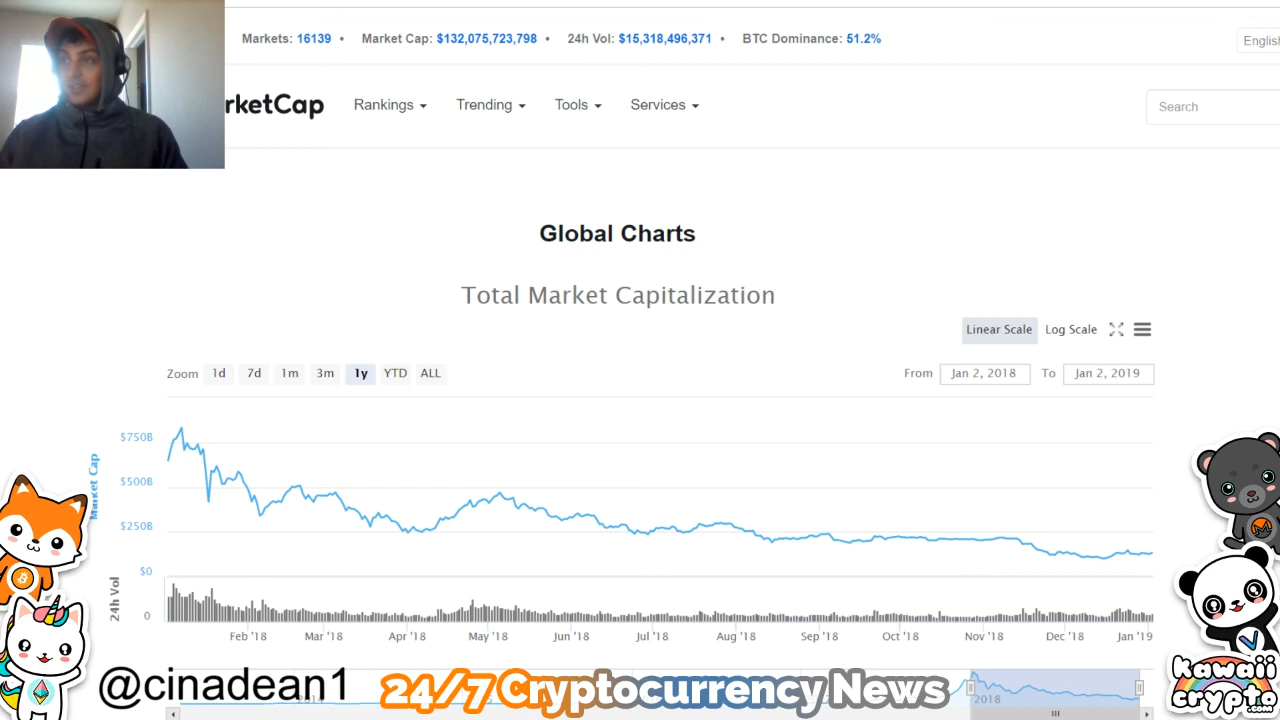 Markets: 16139 • Market Cap: $132,075,723,798 • 24h Vol: $15,318,496,371 • BTC Dominance: 51.2%
English
rketCap Rankings Trending Tools Services
Search
Global Charts
Total Market Capitalization
Linear Scale Log Scale
Zoom 1d 7d 1m 3m 1y YTD ALL
From Jan 2, 2018 To Jan 2, 2019
Market Cap
$750B
$500B
$250B
$0
24h Vol
0
Feb '18 Mar '18 Apr '18 May '18 Jun '18 Jul '18 Aug '18 Sep '18 Oct '18 Nov '18 Dec '18 Jan '19
2018
@cinadean1
24/7 Cryptocurrency News
kawaii
crypto
.com